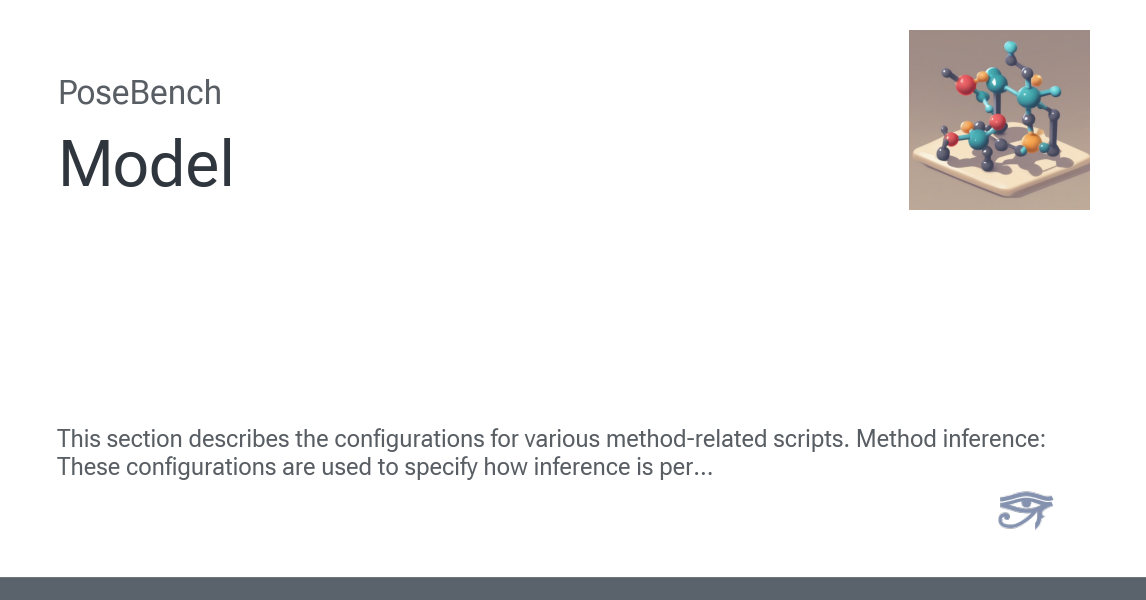 PoseBench
Model
This section describes the configurations for various method-related scripts. Method inference:
These configurations are used to specify how inference is per...